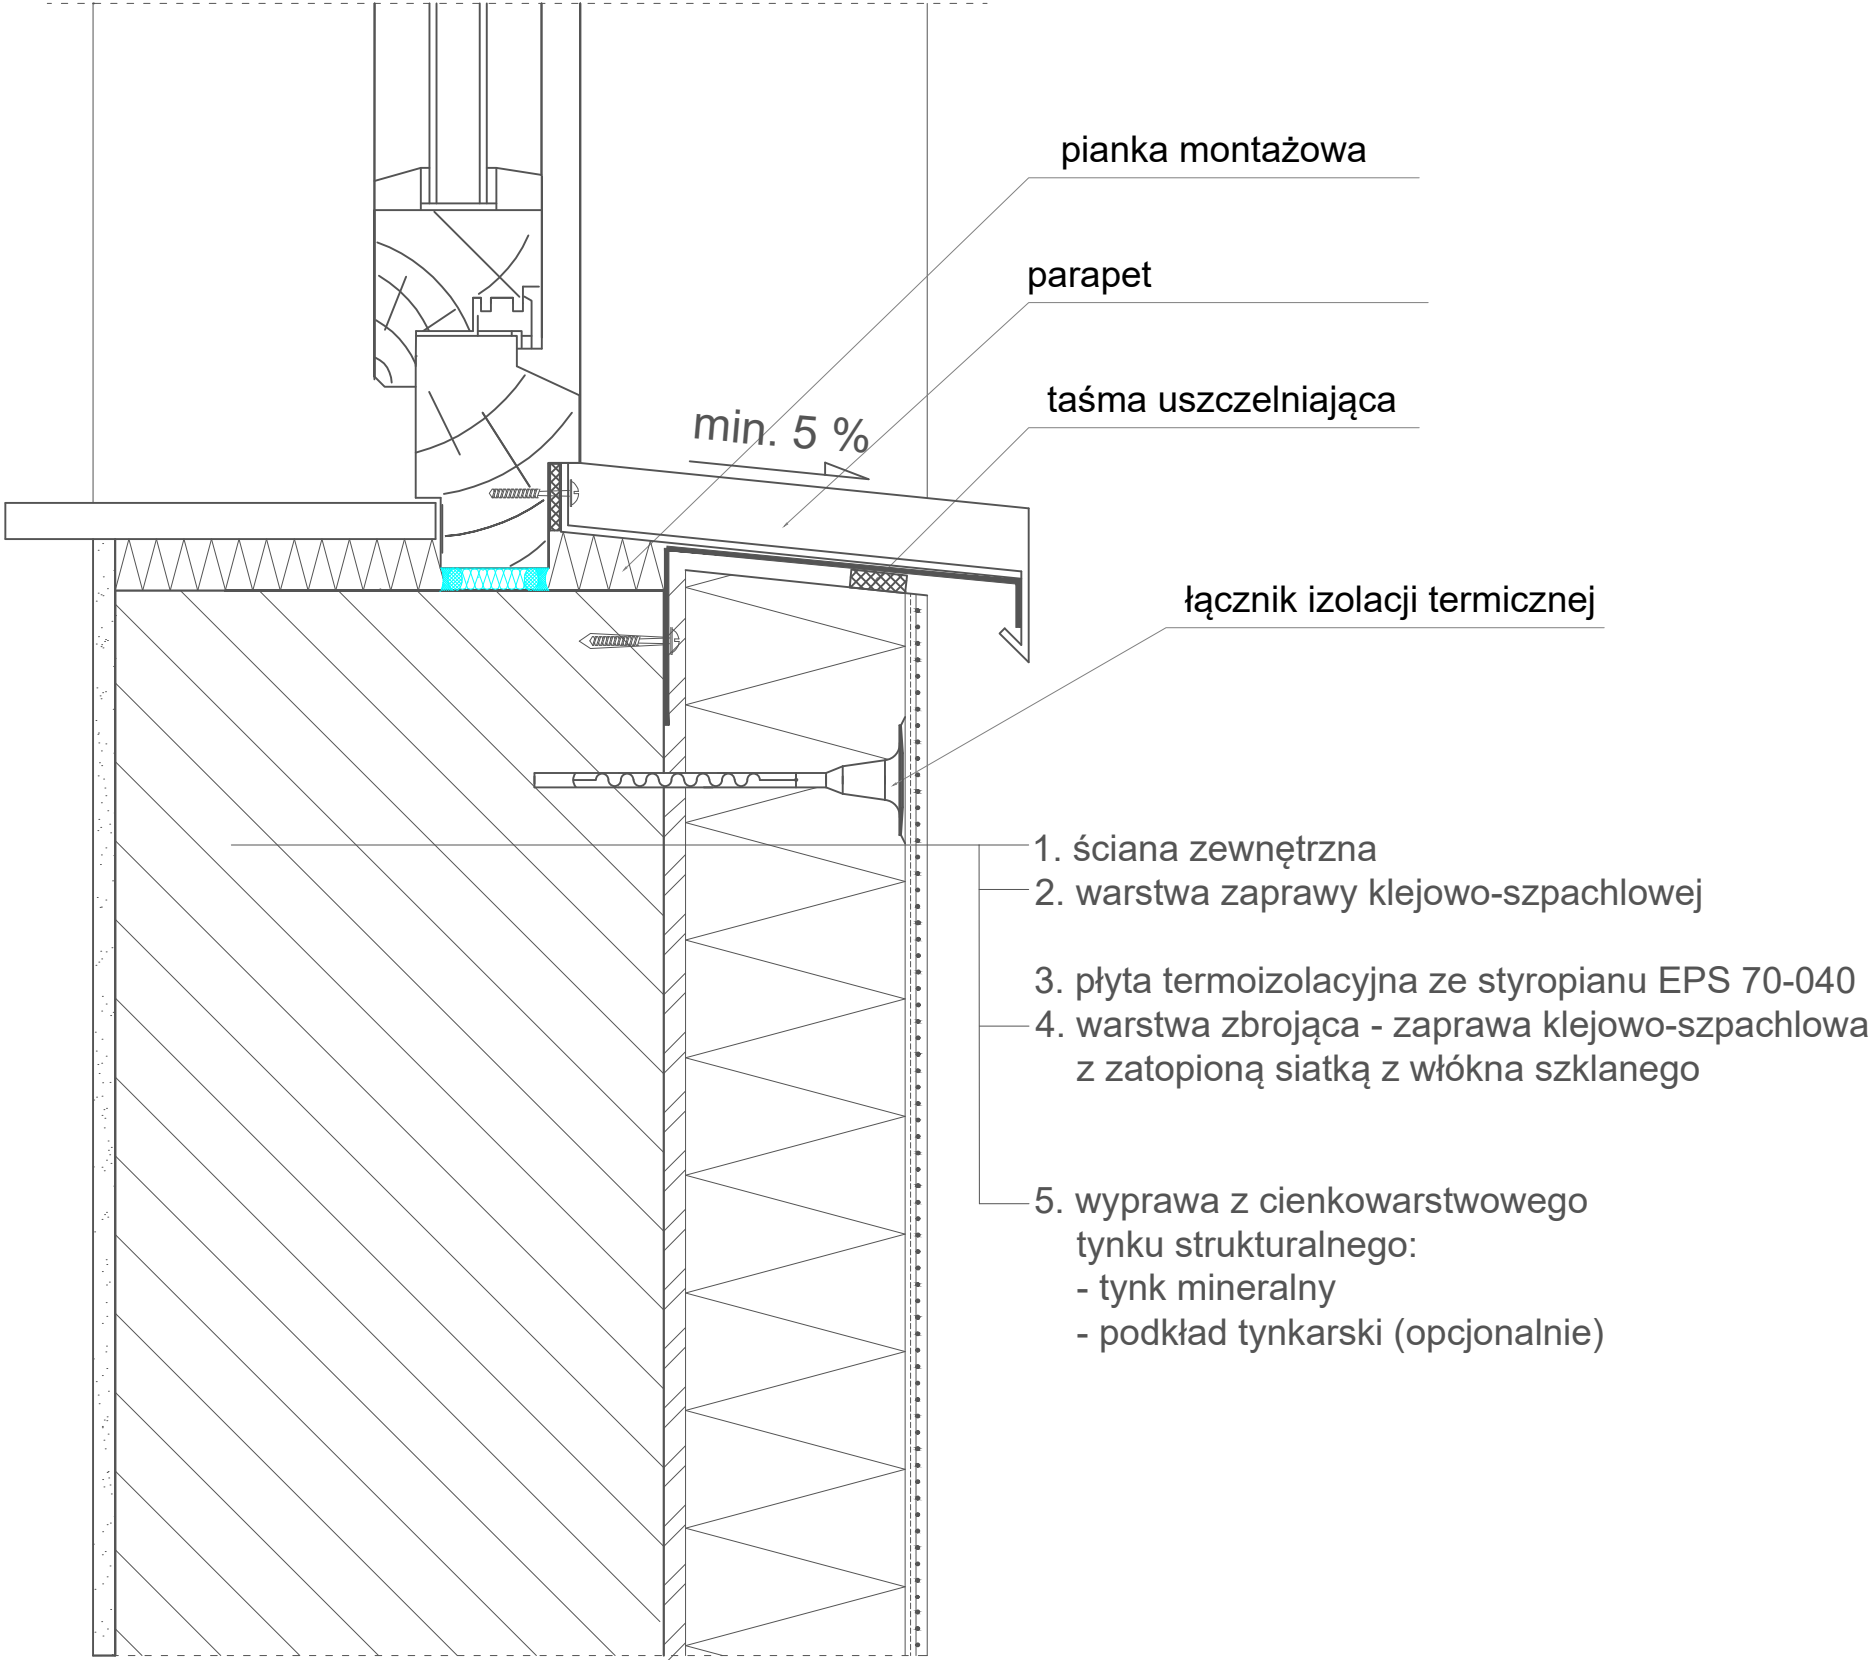 pianka montażowa
parapet
taśma uszczelniająca
min. 5 %
łącznik izolacji termicznej
1. ściana zewnętrzna
2. warstwa zaprawy klejowo-szpachlowej
3. płyta termoizolacyjna ze styropianu EPS 70-040
4. warstwa zbrojąca - zaprawa klejowo-szpachlowa
z zatopioną siatką z włókna szklanego
5. wyprawa z cienkowarstwowego
tynku strukturalnego:
- tynk mineralny
- podkład tynkarski (opcjonalnie)